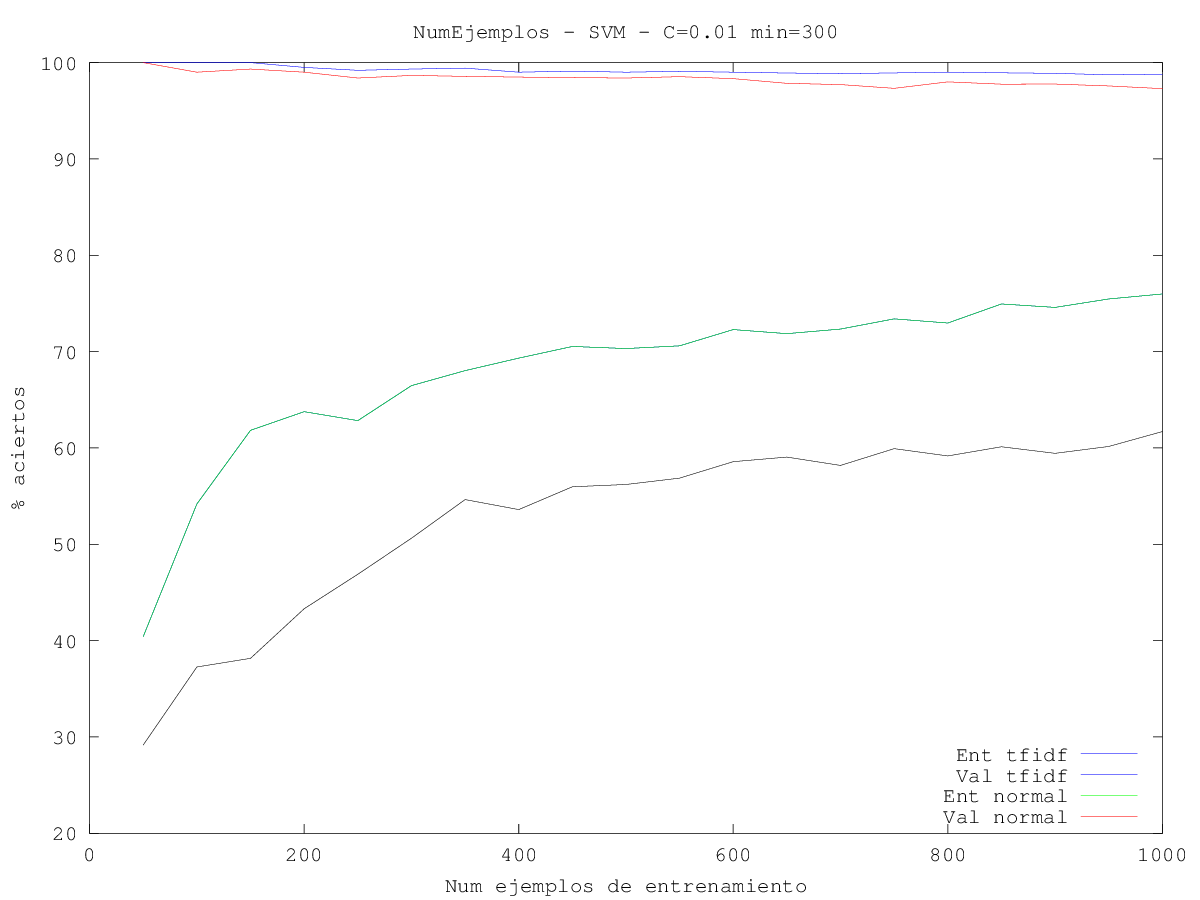 NumEjemplos - SVM - C=0.01 min=300
100
90
80
70
60
50
40
30
20
% aciertos
Ent tfidf
Val tfidf
Ent normal
Val normal
0 200 400 600 800 1000
Num ejemplos de entrenamiento